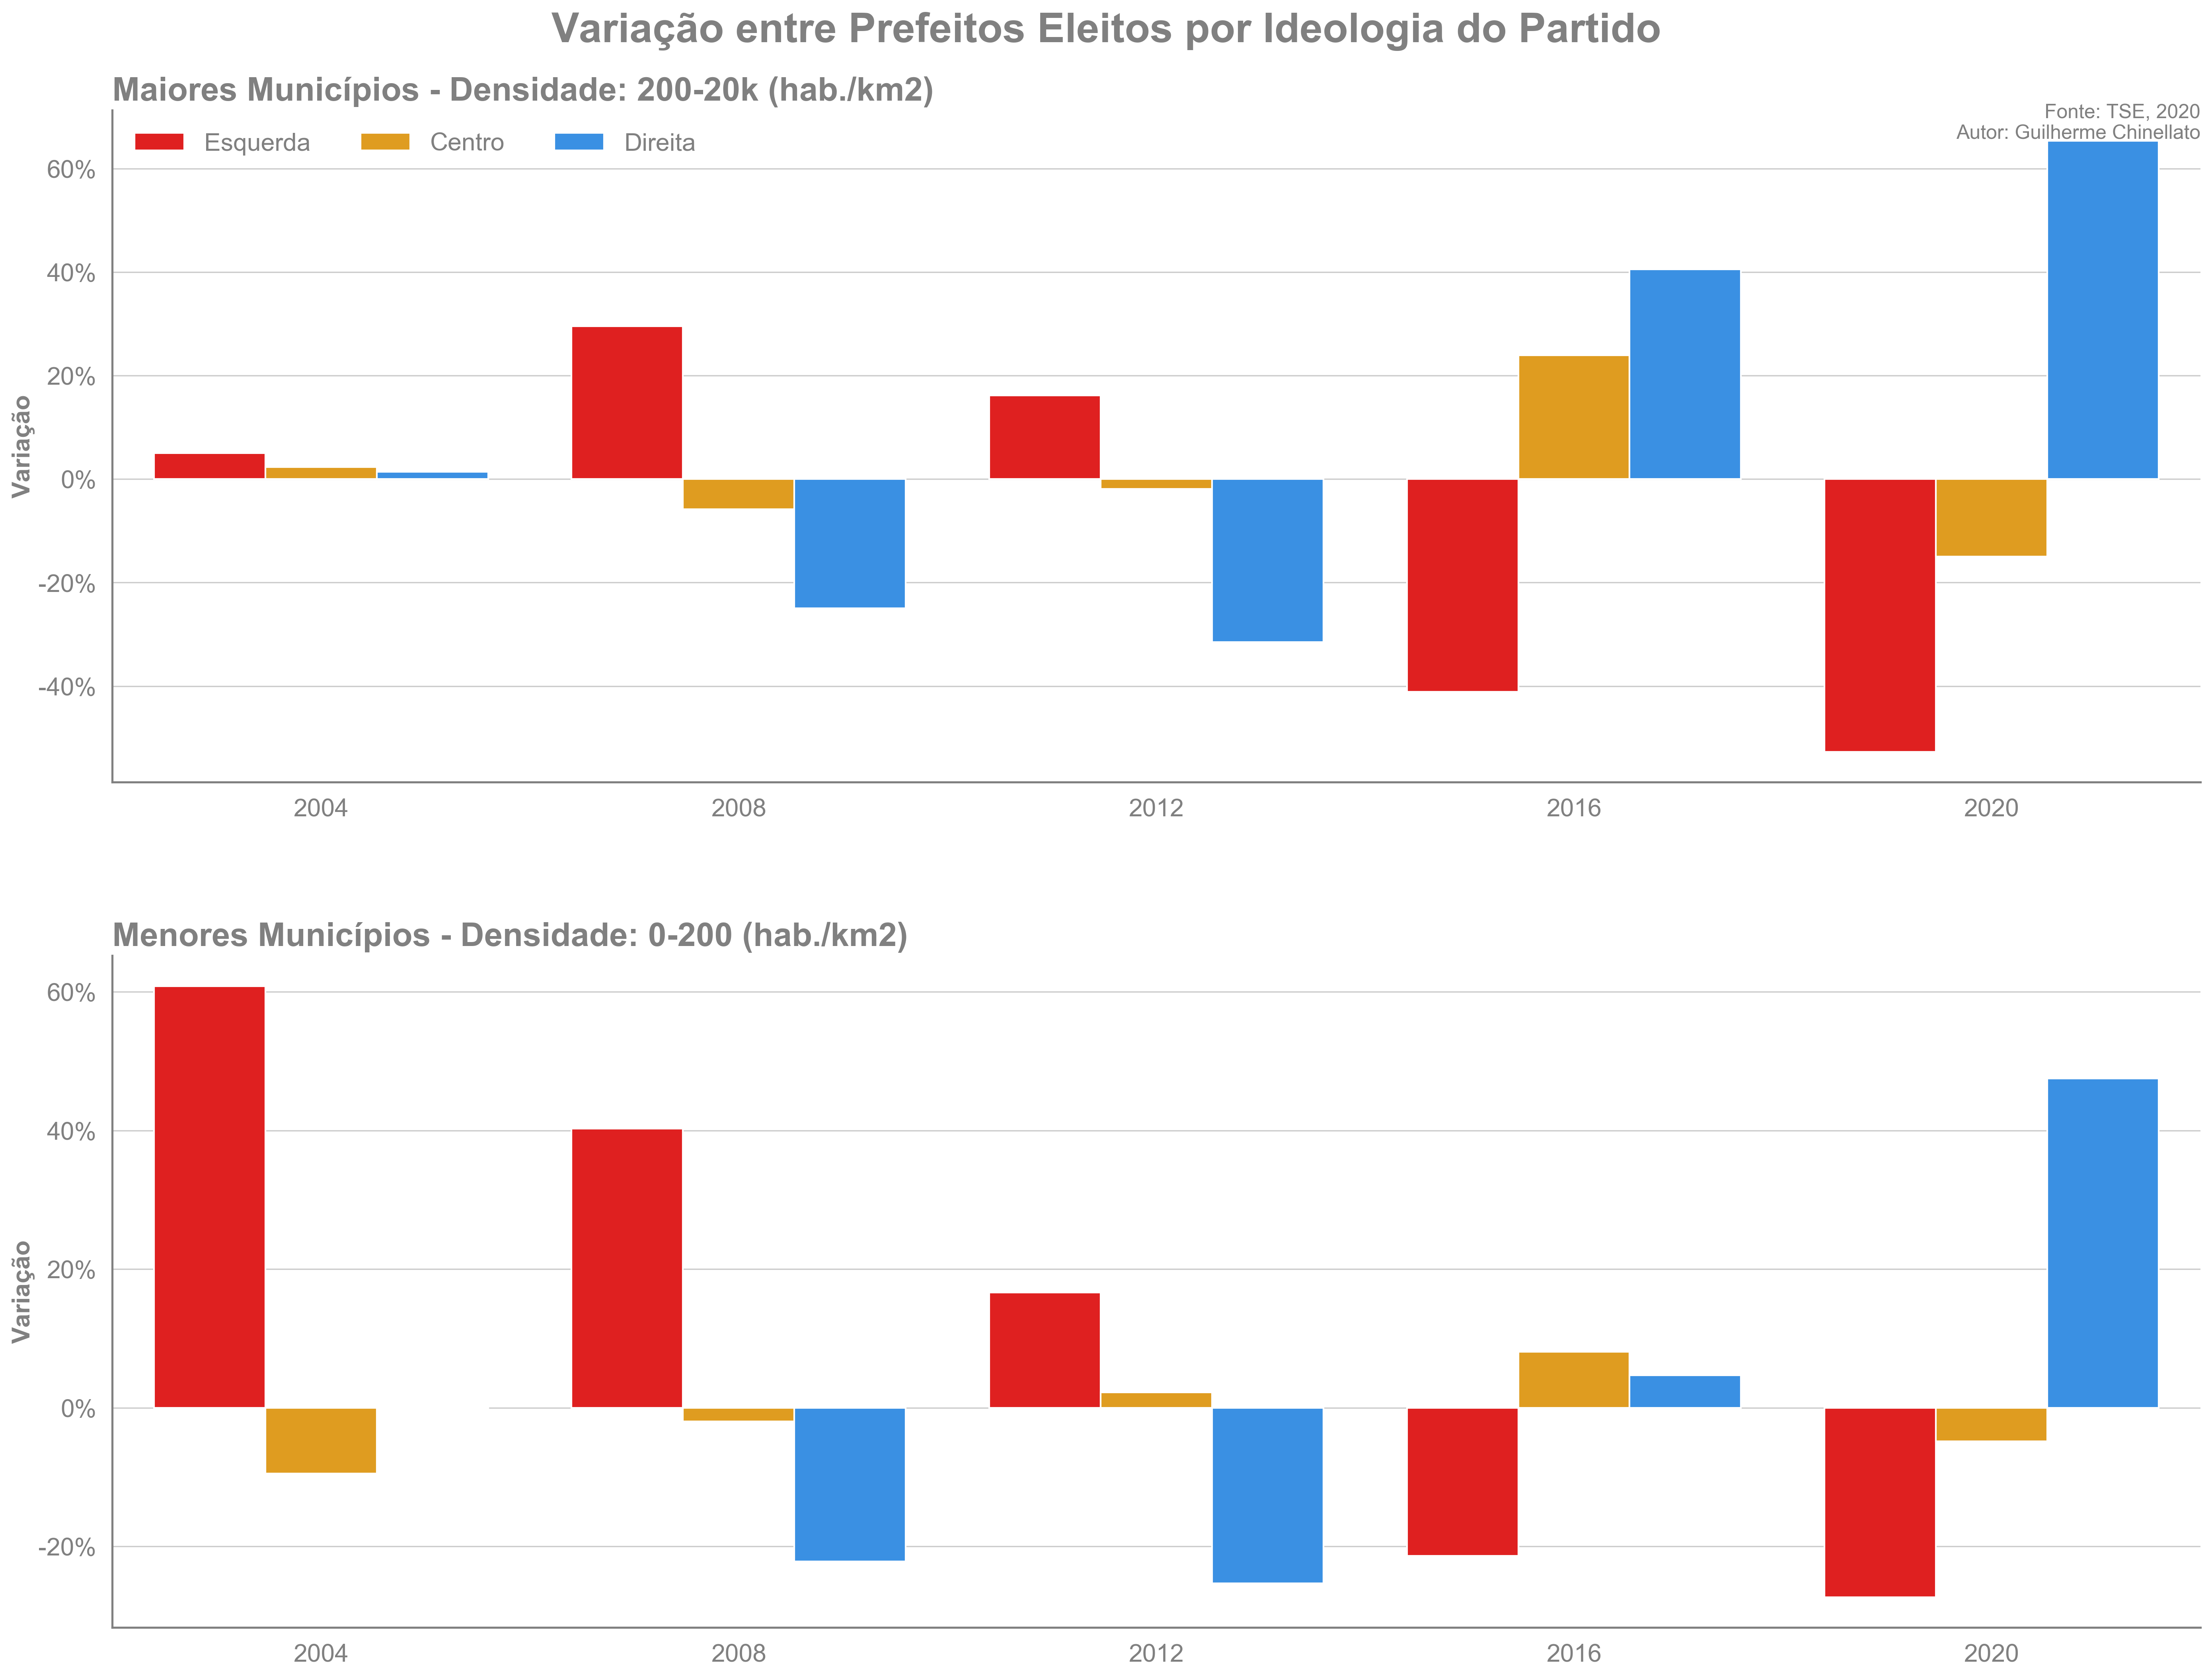 Variação entre Prefeitos Eleitos por Ideologia do Partido
Maiores Municípios - Densidade: 200-20k (hab./km2)
Fonte: TSE, 2020
Autor: Guilherme Chinellato
Esquerda
Centro
Direita
60%
40%
20%
0%
-20%
-40%
Variação
2004
2008
2012
2016
2020
Menores Municípios - Densidade: 0-200 (hab./km2)
60%
40%
20%
0%
-20%
Variação
2004
2008
2012
2016
2020